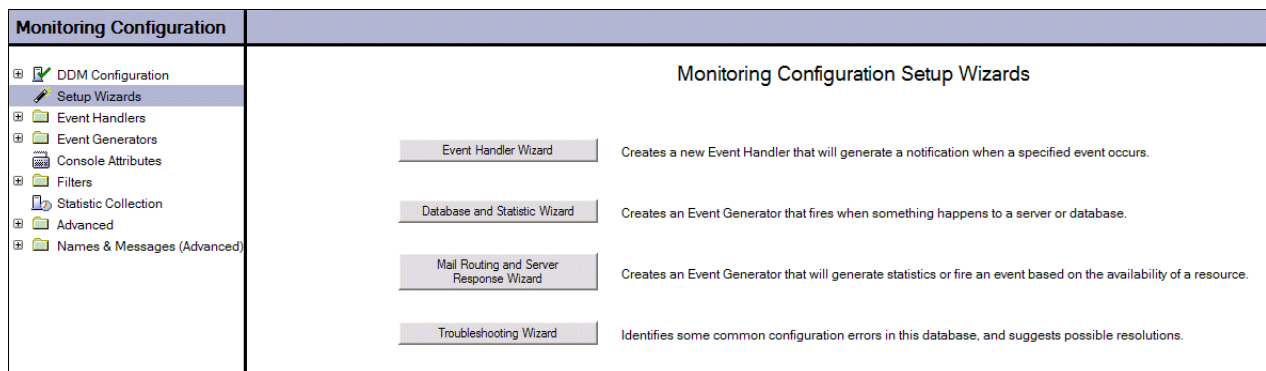 Monitoring Configuration
DDM Configuration
Setup Wizards
Event Handlers
Event Generators
Console Attributes
Filters
Statistic Collection
Advanced
Names & Messages (Advanced)
Monitoring Configuration Setup Wizards
Event Handler Wizard
Creates a new Event Handler that will generate a notification when a specified event occurs.
Database and Statistic Wizard
Creates an Event Generator that fires when something happens to a server or database.
Mail Routing and Server
Response Wizard
Creates an Event Generator that will generate statistics or fire an event based on the availability of a resource.
Troubleshooting Wizard
Identifies some common configuration errors in this database, and suggests possible resolutions.